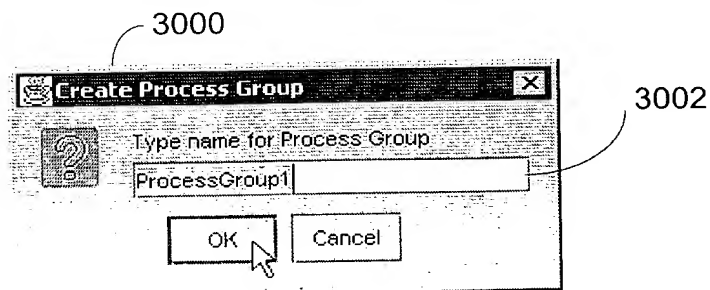 3000
Create Process Group
3002
Type name for Process Group
ProcessGroup1
OK
Cancel